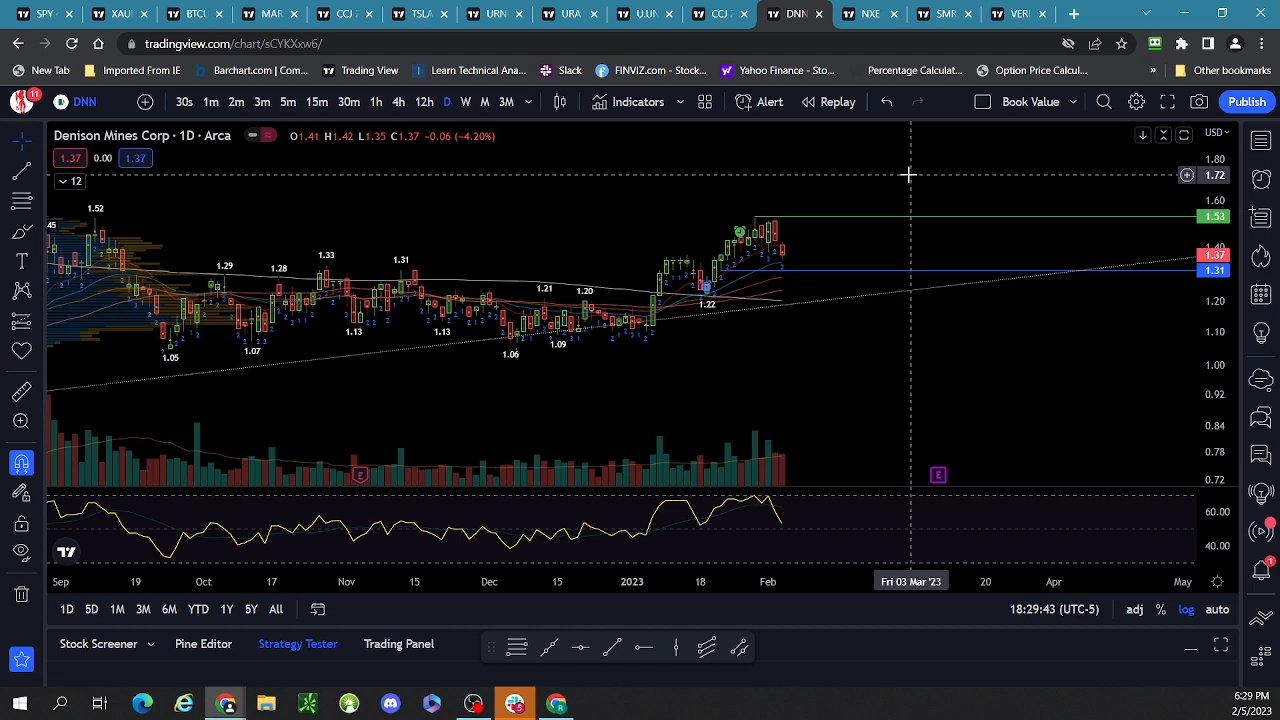 SPY
XAU
BTCU
MAR
CCJ 2
TSLA
URN
URA
U.UN
CCJ 2
DNN
NXE
SMR
VERI
tradingview.com/chart/sCYKXxw6/
New Tab
Imported From IE
Barchart.com | Com...
Trading View
Learn Technical Ana...
Slack
FINVIZ.com - Stock...
Yahoo Finance - Sto...
Percentage Calculat...
Option Price Calcul...
»
Other bookmarks
11
DNN
30s 1m 2m 3m 5m 15m 30m 1h 4h 12h D W M 3M
Indicators
Alert
Replay
Book Value
Publish
Denison Mines Corp · 1D · Arca
O1.41 H1.42 L1.35 C1.37 -0.06 (-4.20%)
USD
1.37 0.00 1.37
12
1.80
1.72
1.60
1.53
1.40
1.37
1.31
1.20
1.10
1.00
0.92
0.84
0.78
0.72
60.00
40.00
45
1.52
1.05
1.29
1.07
1.28
1.33
1.13
1.31
1.13
1.06
1.21
1.09
1.20
1.22
E
E
Sep 19 Oct 17 Nov 15 Dec 15 2023 18 Feb Fri 03 Mar '23 20 Apr May
1D 5D 1M 3M 6M YTD 1Y 5Y All
18:29:43 (UTC-5)
adj % log auto
Stock Screener
Pine Editor
Strategy Tester
Trading Panel
1
6:29 PM
2/5/2023